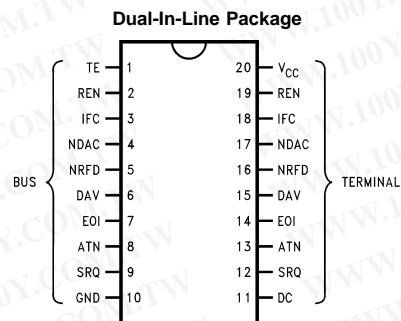 Dual-In-Line Package
TE 1 20 VCC
REN 2 19 REN
IFC 3 18 IFC
NDAC 4 17 NDAC
NRFD 5 16 NRFD
BUS TERMINAL
DAV 6 15 DAV
EOI 7 14 EOI
ATN 8 13 ATN
SRQ 9 12 SRQ
GND 10 11 DC